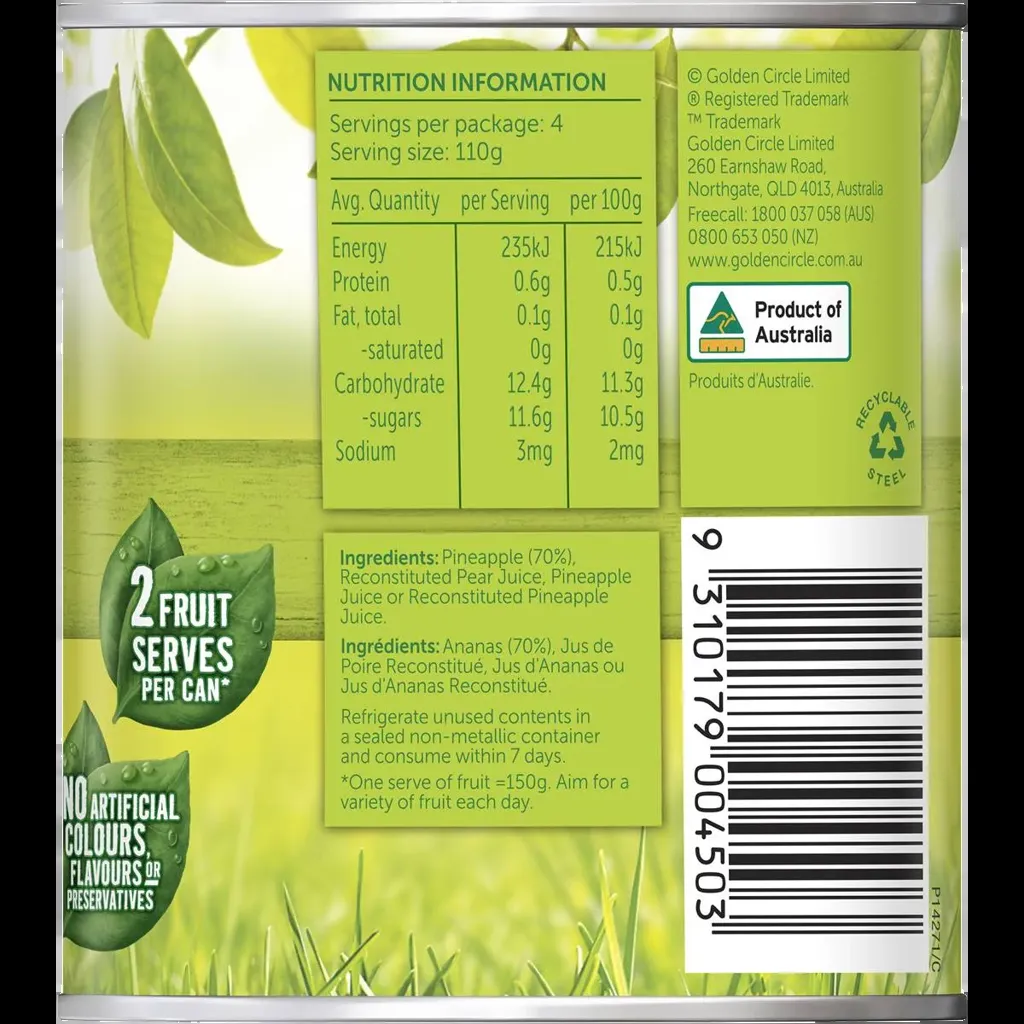 NUTRITION INFORMATION
Servings per package: 4
Serving size: 110g
Avg. Quantity per Serving per 100g
Energy 235kJ 215kJ
Protein 0.6g 0.5g
Fat, total 0.1g 0.1g
-saturated 0g 0g
Carbohydrate 12.4g 11.3g
-sugars 11.6g 10.5g
Sodium 3mg 2mg
© Golden Circle Limited
® Registered Trademark
™ Trademark
Golden Circle Limited
260 Earnshaw Road,
Northgate, QLD 4013, Australia
Freecall: 1800 037 058 (AUS)
0800 653 050 (NZ)
www.goldencircle.com.au
Product of
Australia
Produits d'Australie.
RECYCLABLE
STEEL
2 FRUIT
SERVES
PER CAN*
NO ARTIFICIAL
COLOURS,
FLAVOURS OR
PRESERVATIVES
Ingredients: Pineapple (70%),
Reconstituted Pear Juice, Pineapple
Juice or Reconstituted Pineapple
Juice.
Ingrédients: Ananas (70%), Jus de
Poire Reconstitué, Jus d'Ananas ou
Jus d'Ananas Reconstitué.
Refrigerate unused contents in
a sealed non-metallic container
and consume within 7 days.
*One serve of fruit =150g. Aim for a
variety of fruit each day.
9 310179 004503
P14271/C